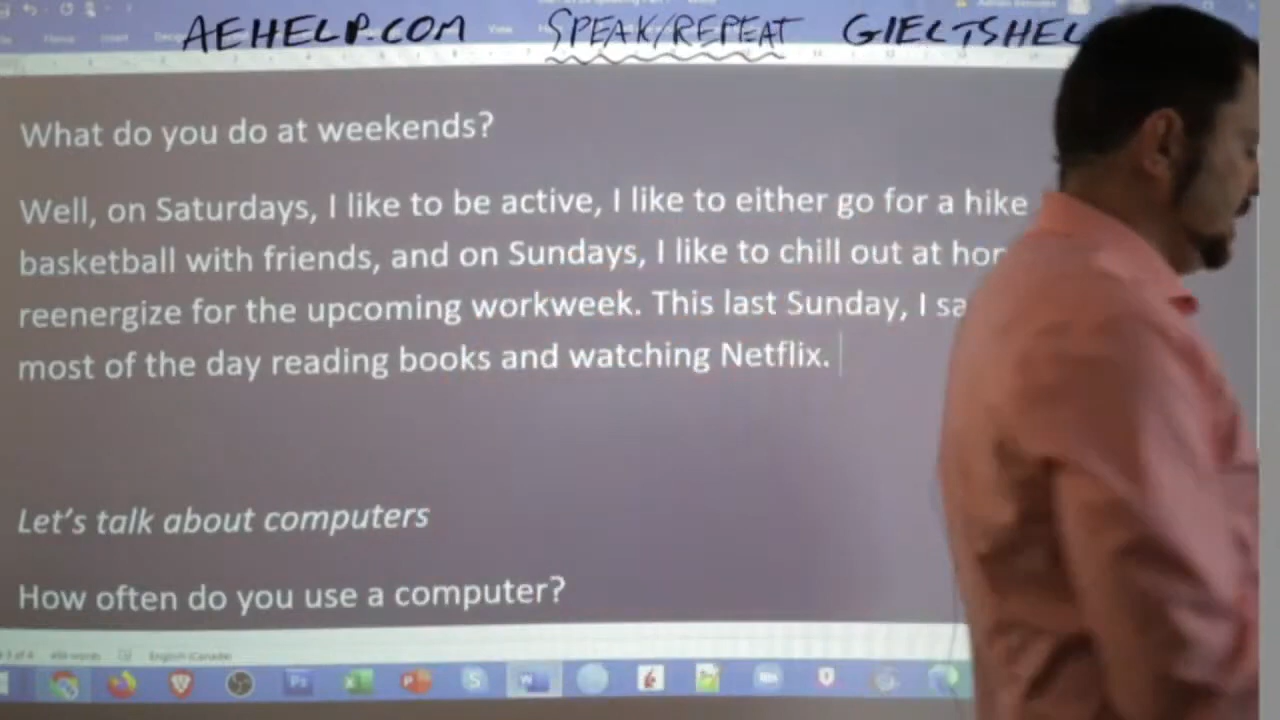 AEHELP.COM SPEAK/REPEAT GIELTSHEL
View
What do you do at weekends?
Well, on Saturdays, I like to be active, I like to either go for a hike
basketball with friends, and on Sundays, I like to chill out at
reenergize for the upcoming workweek. This last Sunday, I
most of the day reading books and watching Netflix.
Let's talk about computers
How often do you use a computer?
English (Canada)